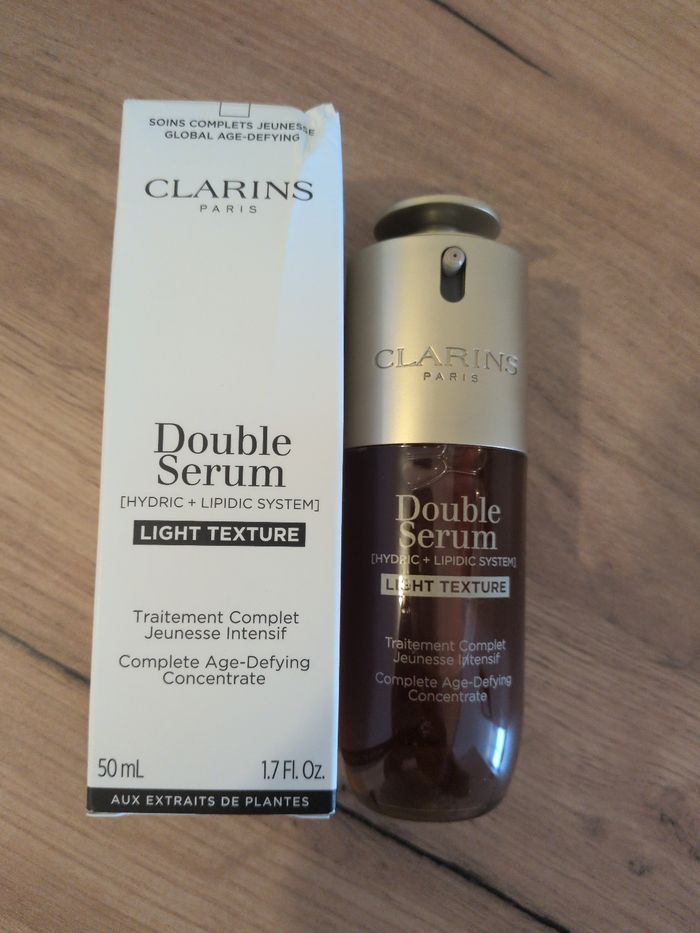 SOINS COMPLETS JEUNESSE
GLOBAL AGE-DEFYING
CLARINS
PARIS
Double
Serum
[HYDRIC + LIPIDIC SYSTEM]
LIGHT TEXTURE
Traitement Complet
Jeunesse Intensif
Complete Age-Defying
Concentrate
50 mL 1.7 Fl. Oz.
AUX EXTRAITS DE PLANTES
CLARINS
PARIS
Double
Serum
[HYDRIC + LIPIDIC SYSTEM]
LIGHT TEXTURE
Traitement Complet
Jeunesse Intensif
Complete Age-Defying
Concentrate